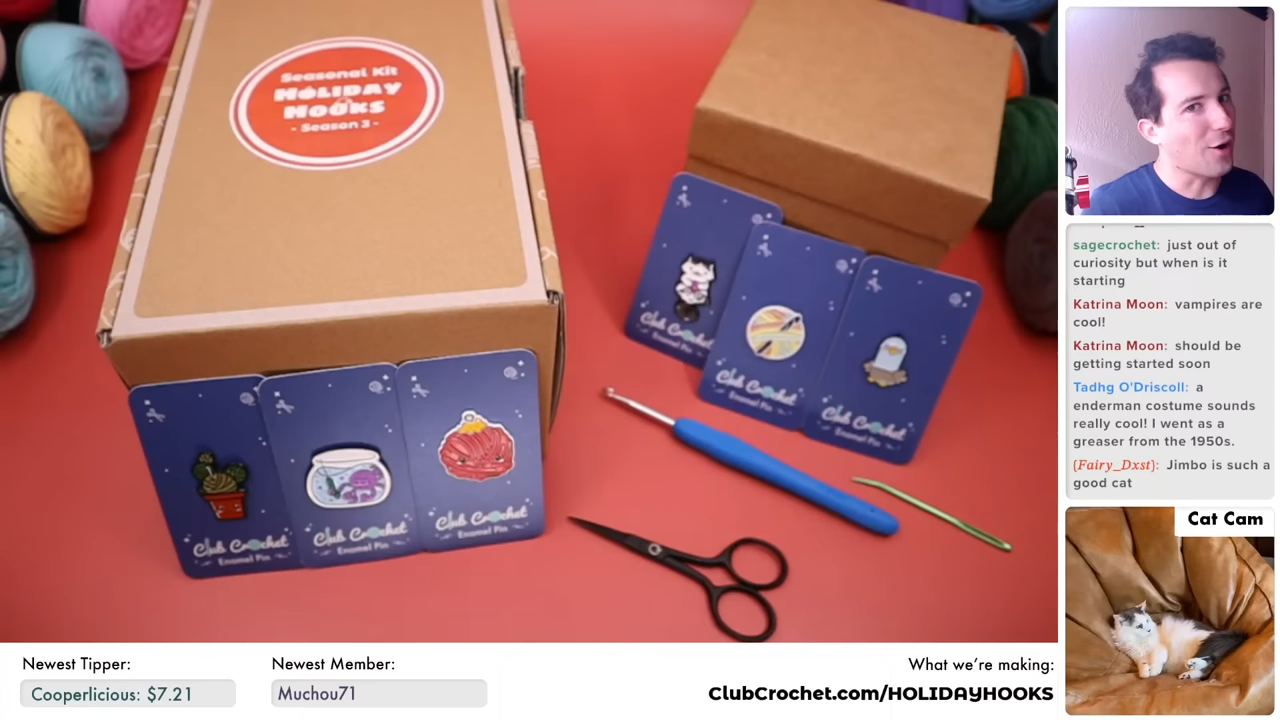 Seasonal Kit
HOLIDAY
HOOKS
- Season 3 -
Club Crochet
Enamel Pin
Club Crochet
Enamel Pin
Club Crochet
Enamel Pin
Club Crochet
Enamel Pin
Club Crochet
Enamel Pin
Club Crochet
Enamel Pin
sagecrochet: just out of
curiosity but when is it
starting
Katrina Moon: vampires are
cool!
Katrina Moon: should be
getting started soon
Tadhg O'Driscoll: a
enderman costume sounds
really cool! I went as a
greaser from the 1950s.
(Fairy_Dxst): Jimbo is such a
good cat
Cat Cam
Newest Tipper:
Cooperlicious: $7.21
Newest Member:
Muchou71
What we're making:
ClubCrochet.com/HOLIDAYHOOKS